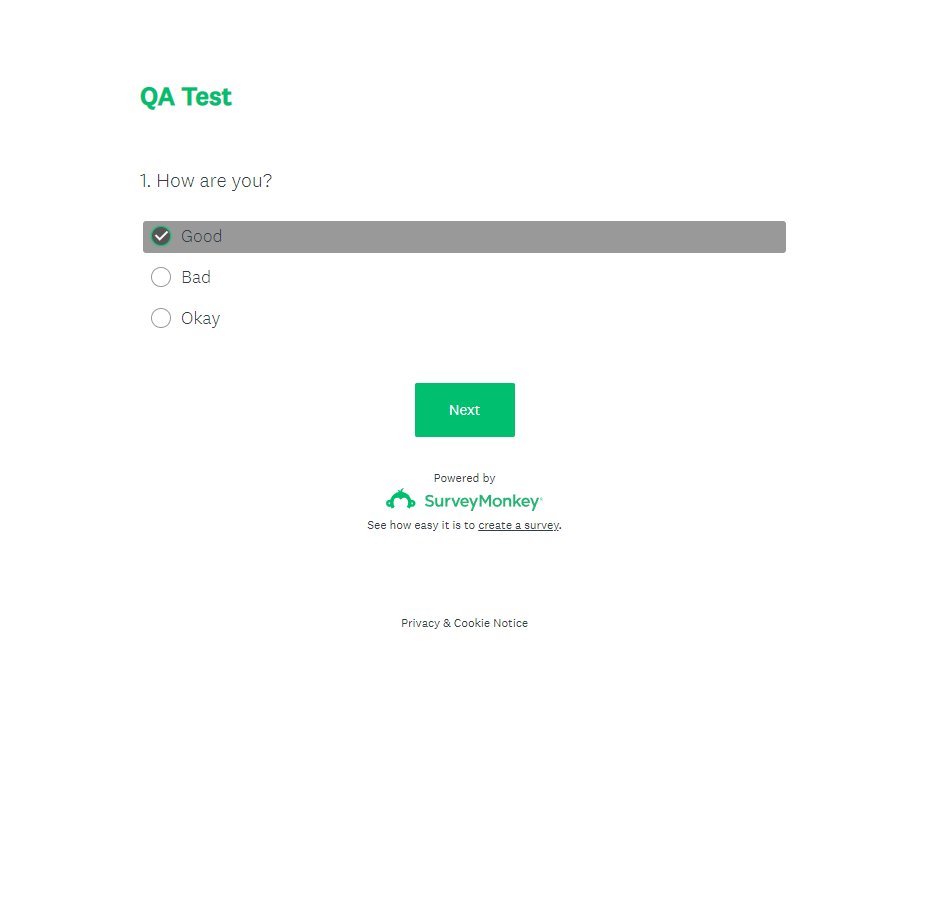 QA Test
1. How are you?
Good
Bad
Okay
Next
Powered by
SurveyMonkey
See how easy it is to create a survey.
Privacy & Cookie Notice